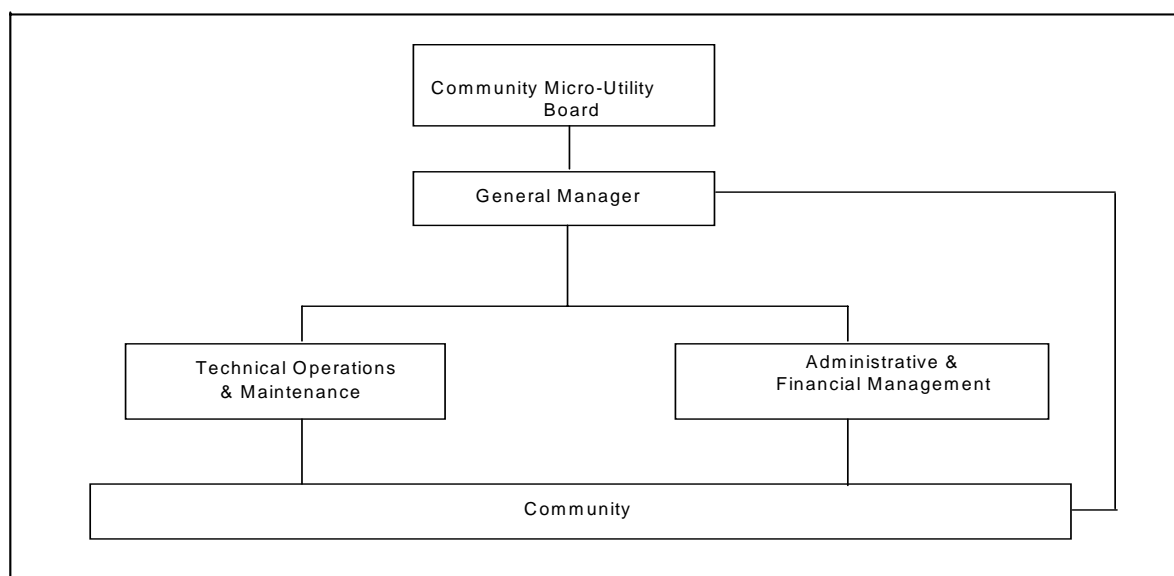 Community Micro-Utility
Board
General Manager
Technical Operations
& Maintenance
Administrative &
Financial Management
Community